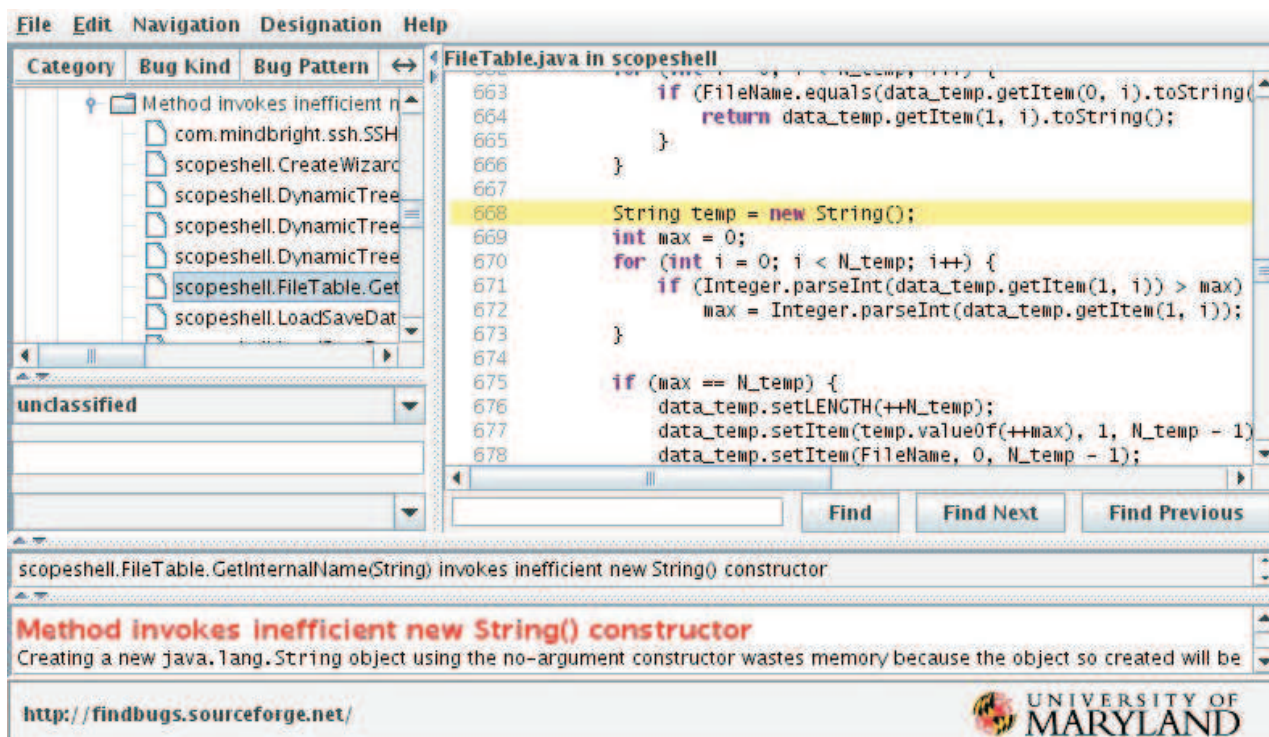 File Edit Navigation Designation Help
Category Bug Kind Bug Pattern ↔
Method invokes inefficient n
com.mindbright.ssh.SSH
scopeshell.CreateWizard
scopeshell.DynamicTree
scopeshell.DynamicTree
scopeshell.DynamicTree
scopeshell.FileTable.Get
scopeshell.LoadSaveDat
unclassified
FileTable.java in scopeshell
663 if (FileName.equals(data_temp.getItem(0, i).toString(
664 return data_temp.getItem(1, i).toString();
665 }
666 }
667
668 String temp = new String();
669 int max = 0;
670 for (int i = 0; i < N_temp; i++) {
671 if (Integer.parseInt(data_temp.getItem(1, i)) > max)
672 max = Integer.parseInt(data_temp.getItem(1, i));
673 }
674
675 if (max == N_temp) {
676 data_temp.setLENGTH(++N_temp);
677 data_temp.setItem(temp.valueOf(++max), 1, N_temp - 1)
678 data_temp.setItem(FileName, 0, N_temp - 1);
Find Find Next Find Previous
scopeshell.FileTable.GetInternalName(String) invokes inefficient new String() constructor
Method invokes inefficient new String() constructor
Creating a new java.lang.String object using the no-argument constructor wastes memory because the object so created will be
http://findbugs.sourceforge.net/
UNIVERSITY OF
MARYLAND